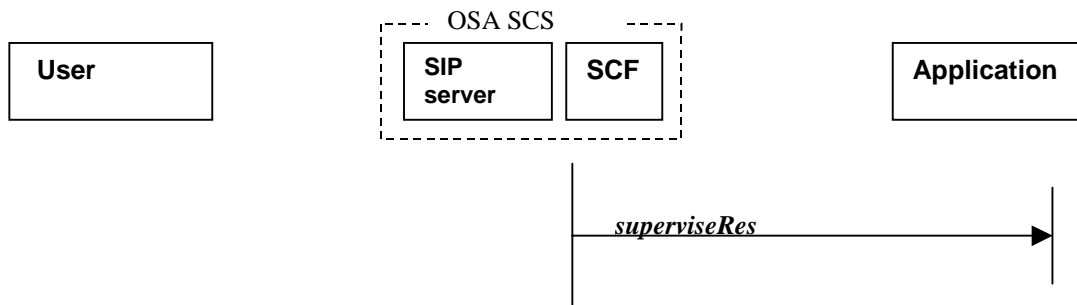 OSA SCS
User
SIP
server
SCF
Application
superviseRes